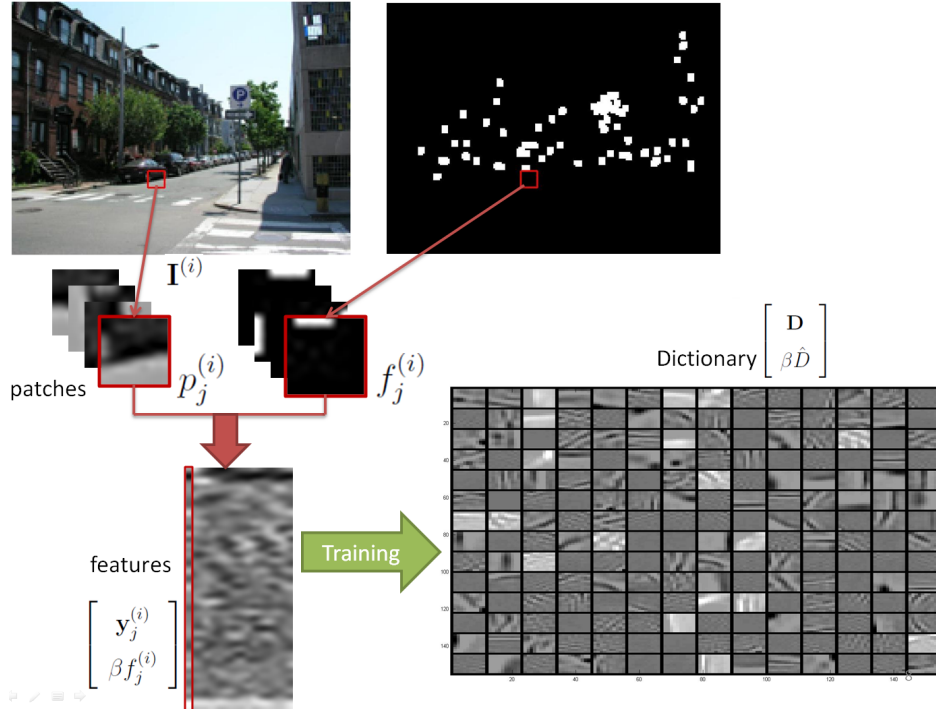 P
I^{(i)}
patches
p_j^{(i)}
f_j^{(i)}
Dictionary [ D
β\hat{D} ]
features
[ y_j^{(i)}
βf_j^{(i)} ]
Training
20
40
60
80
100
120
140
20
40
60
80
100
120
140